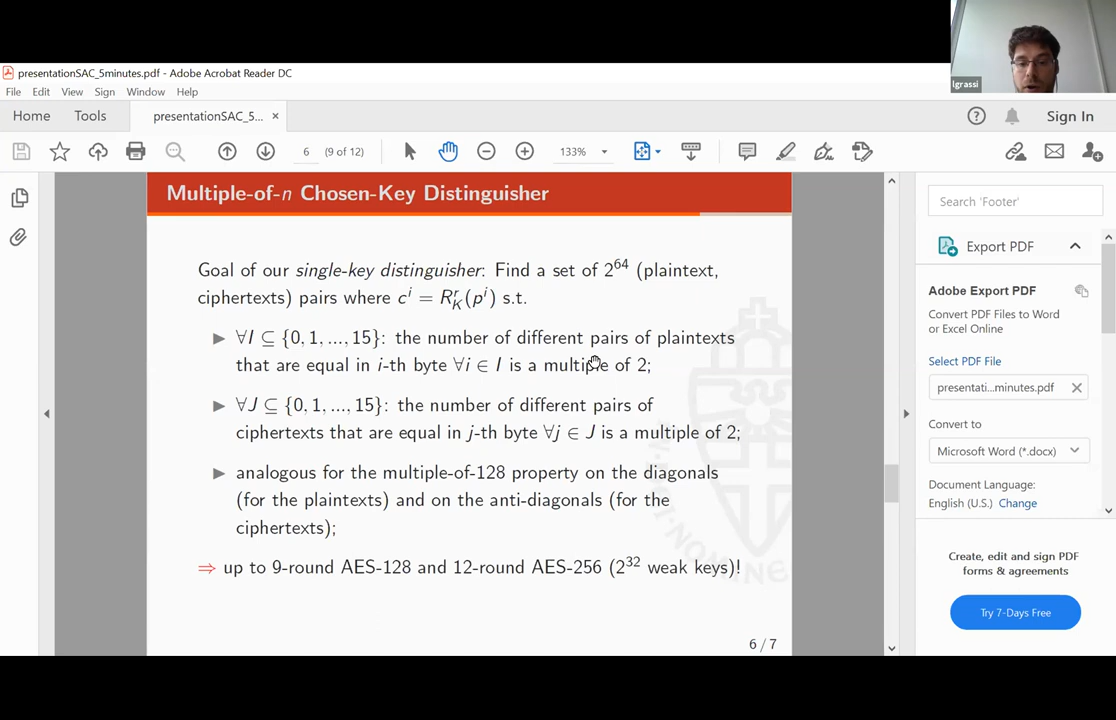 lgrassi
presentationSAC_5minutes.pdf - Adobe Acrobat Reader DC
File Edit View Sign Window Help
Home Tools presentationSAC_5... × Sign In
6 (9 of 12) 133%
Multiple-of-n Chosen-Key Distinguisher
Goal of our single-key distinguisher: Find a set of 2^64 (plaintext,
ciphertexts) pairs where c^i = R^r_K(p^i) s.t.
▶ ∀I ⊆ {0, 1, ..., 15}: the number of different pairs of plaintexts
that are equal in i-th byte ∀i ∈ I is a multiple of 2;
▶ ∀J ⊆ {0, 1, ..., 15}: the number of different pairs of
ciphertexts that are equal in j-th byte ∀j ∈ J is a multiple of 2;
▶ analogous for the multiple-of-128 property on the diagonals
(for the plaintexts) and on the anti-diagonals (for the
ciphertexts);
⇒ up to 9-round AES-128 and 12-round AES-256 (2^32 weak keys)!
6 / 7
Search 'Footer'
Export PDF
Adobe Export PDF
Convert PDF Files to Word
or Excel Online
Select PDF File
presentati...minutes.pdf ×
Convert to
Microsoft Word (*.docx)
Document Language:
English (U.S.) Change
Create, edit and sign PDF
forms & agreements
Try 7-Days Free